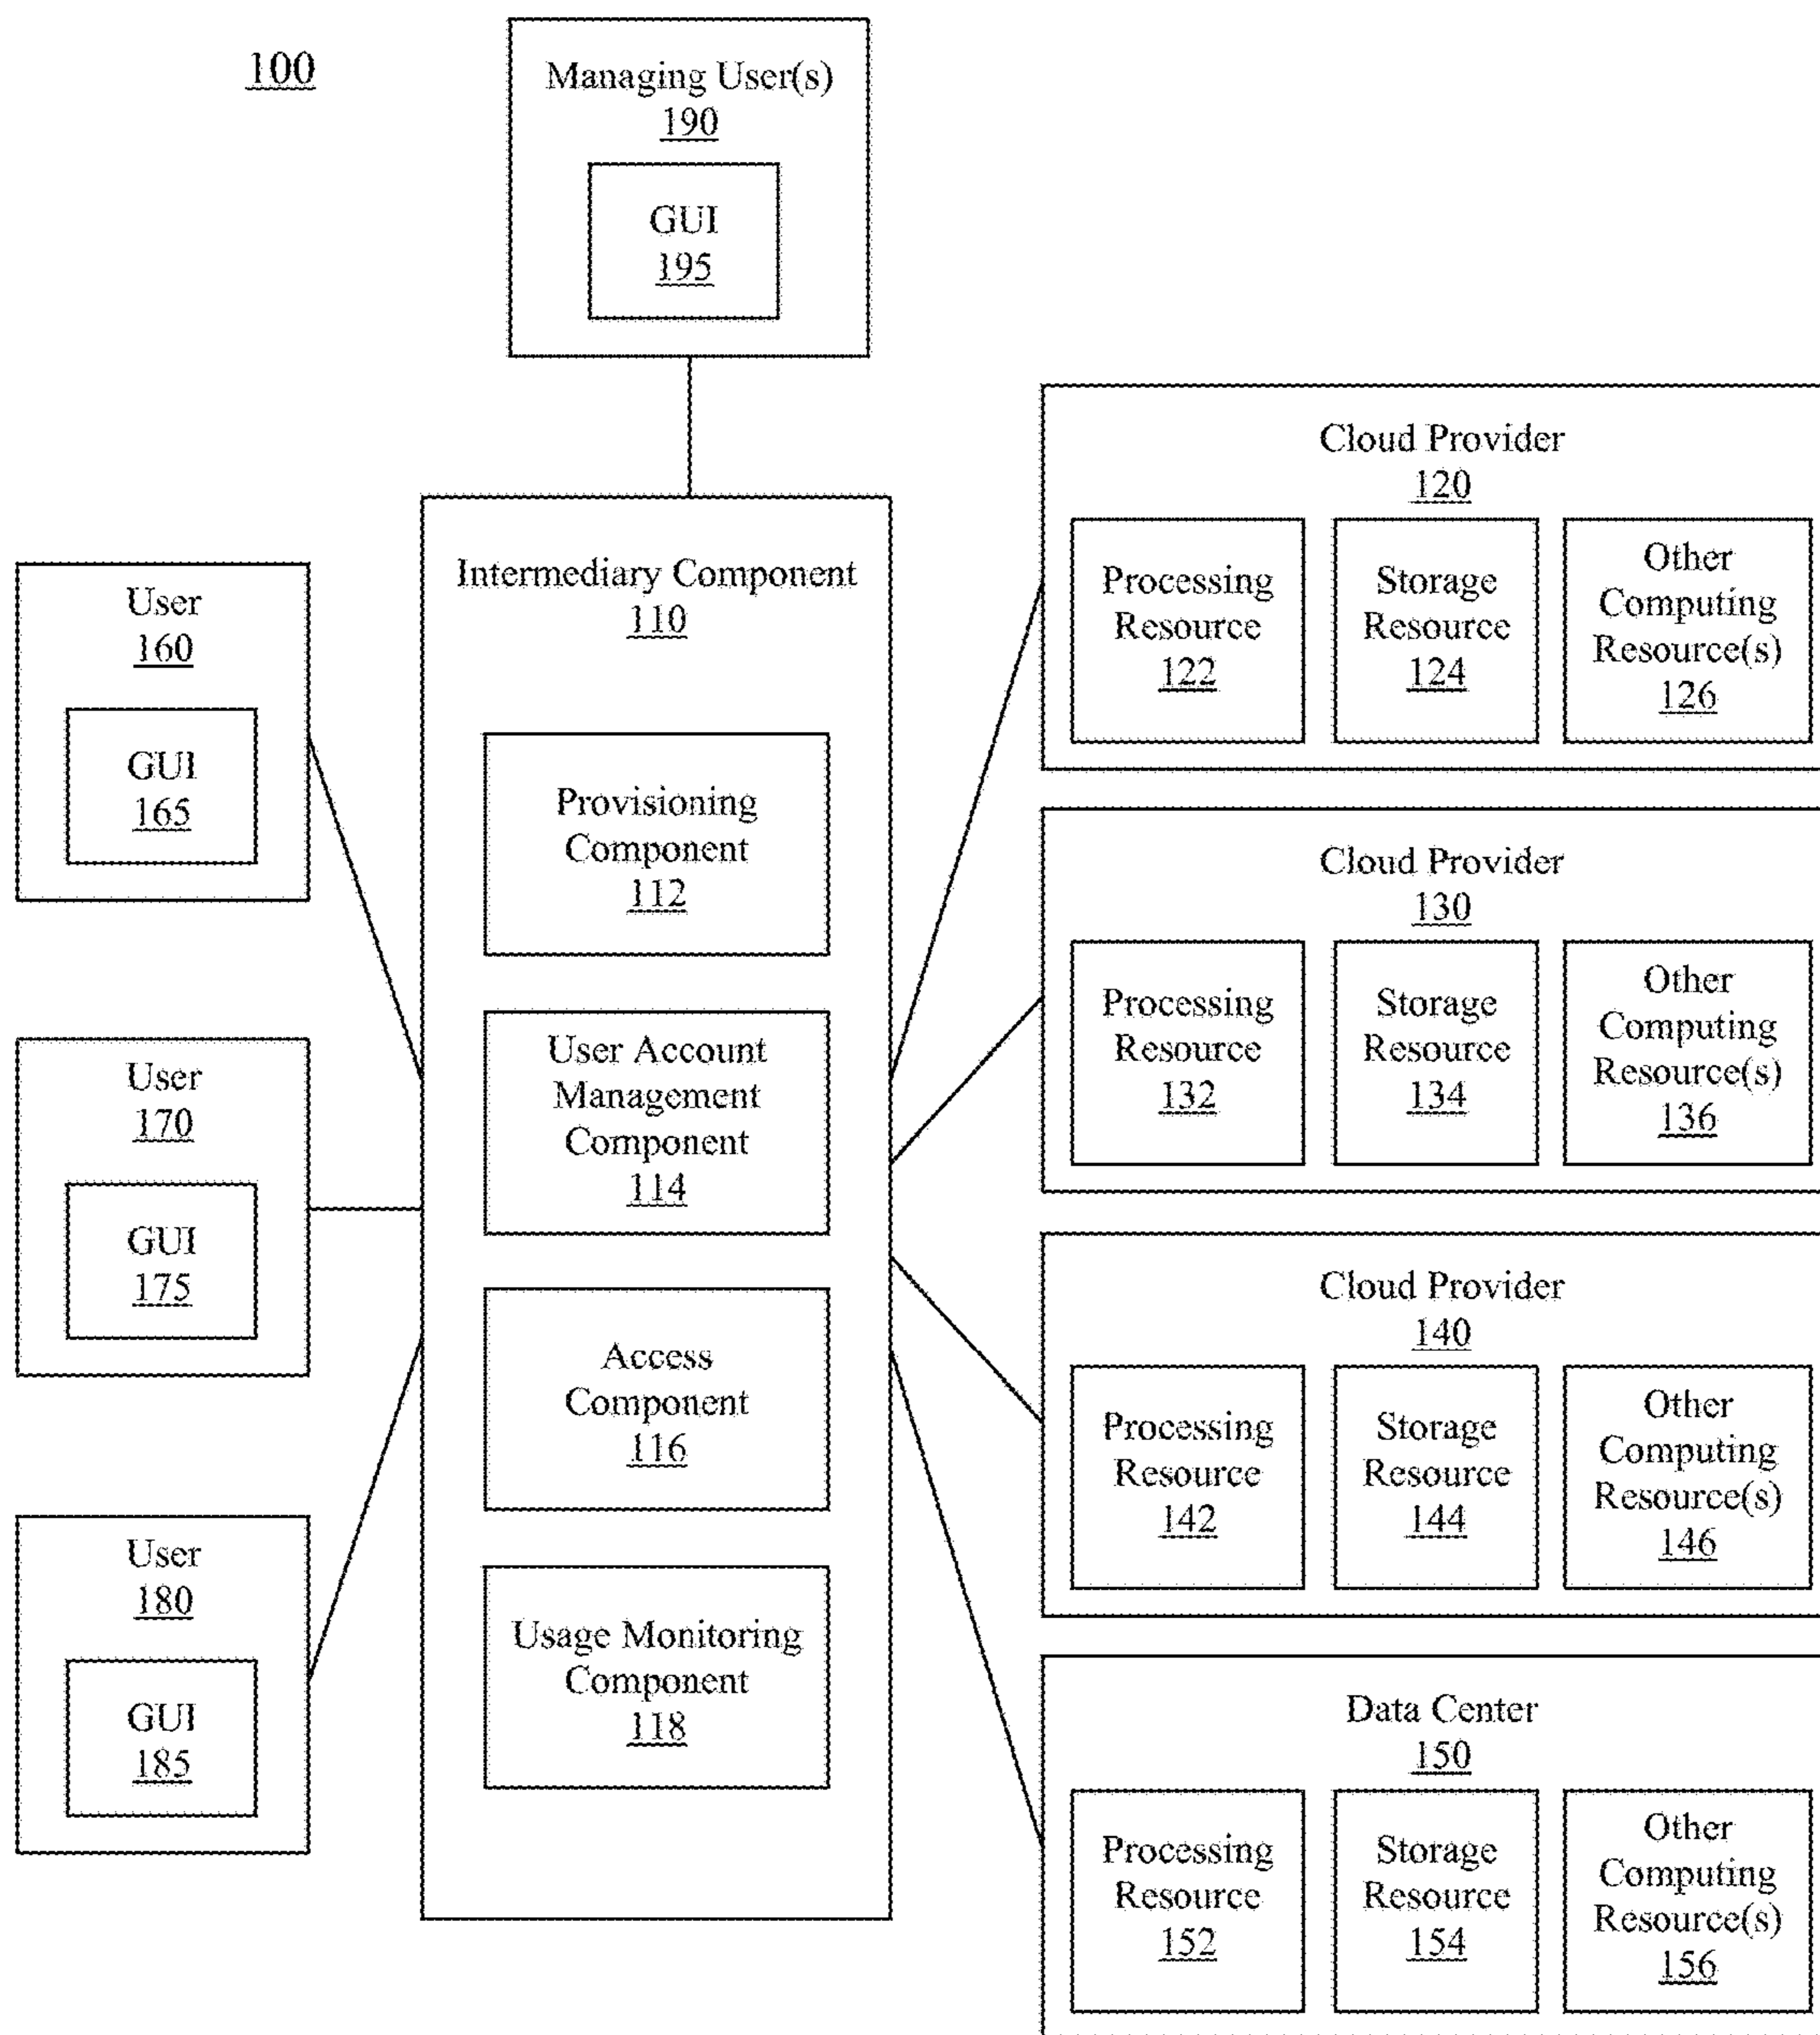 100
Managing User(s)
190
GUI
195
User
160
GUI
165
User
170
GUI
175
User
180
GUI
185
Intermediary Component
110
Provisioning
Component
112
User Account
Management
Component
114
Access
Component
116
Usage Monitoring
Component
118
Cloud Provider
120
Processing
Resource
122
Storage
Resource
124
Other
Computing
Resource(s)
126
Cloud Provider
130
Processing
Resource
132
Storage
Resource
134
Other
Computing
Resource(s)
136
Cloud Provider
140
Processing
Resource
142
Storage
Resource
144
Other
Computing
Resource(s)
146
Data Center
150
Processing
Resource
152
Storage
Resource
154
Other
Computing
Resource(s)
156